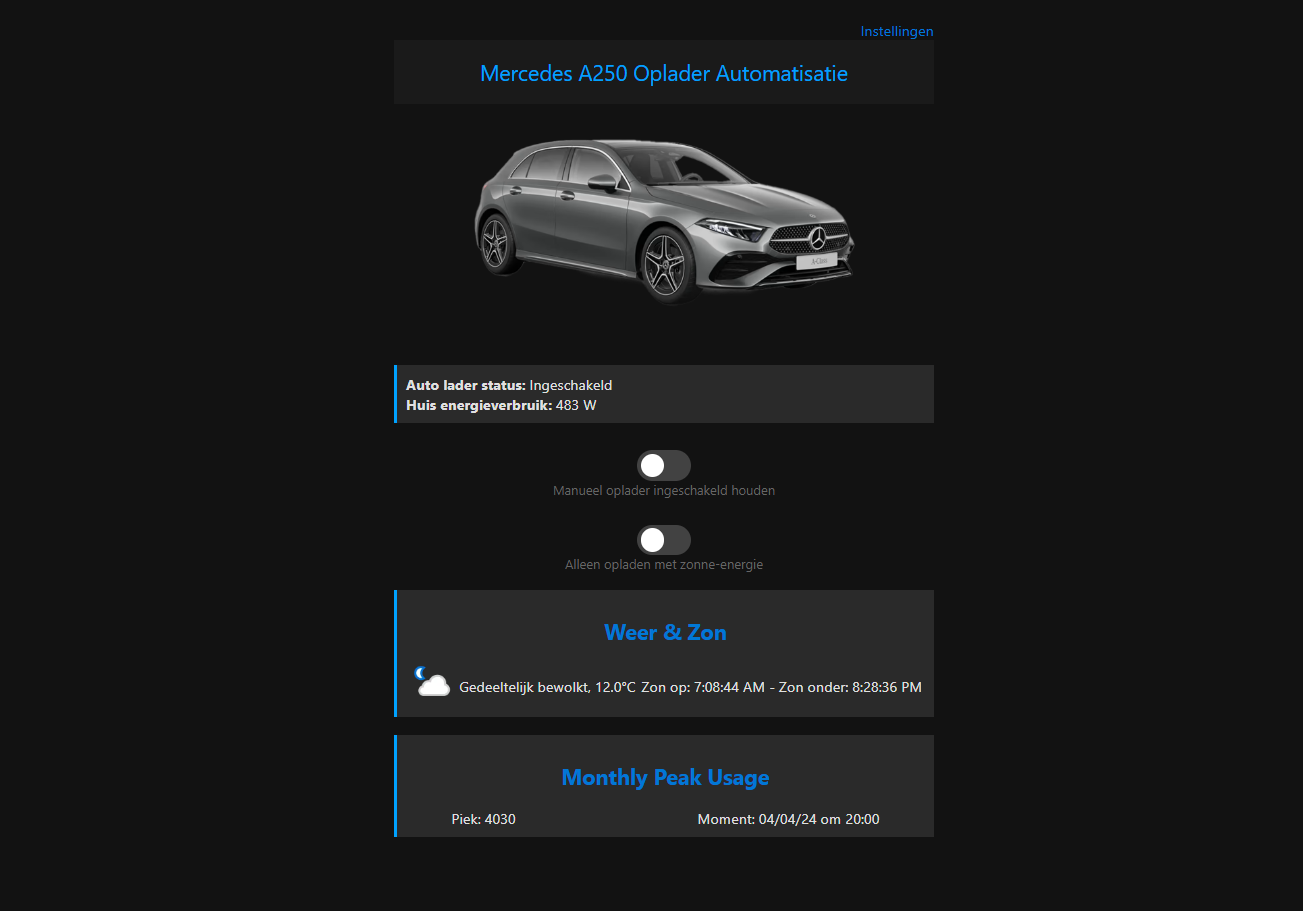 Instellingen
Mercedes A250 Oplader Automatisatie
A-Class
Auto lader status: Ingeschakeld
Huis energieverbruik: 483 W
Manueel oplader ingeschakeld houden
Alleen opladen met zonne-energie
Weer & Zon
Gedeeltelijk bewolkt, 12.0°C Zon op: 7:08:44 AM - Zon onder: 8:28:36 PM
Monthly Peak Usage
Piek: 4030 Moment: 04/04/24 om 20:00